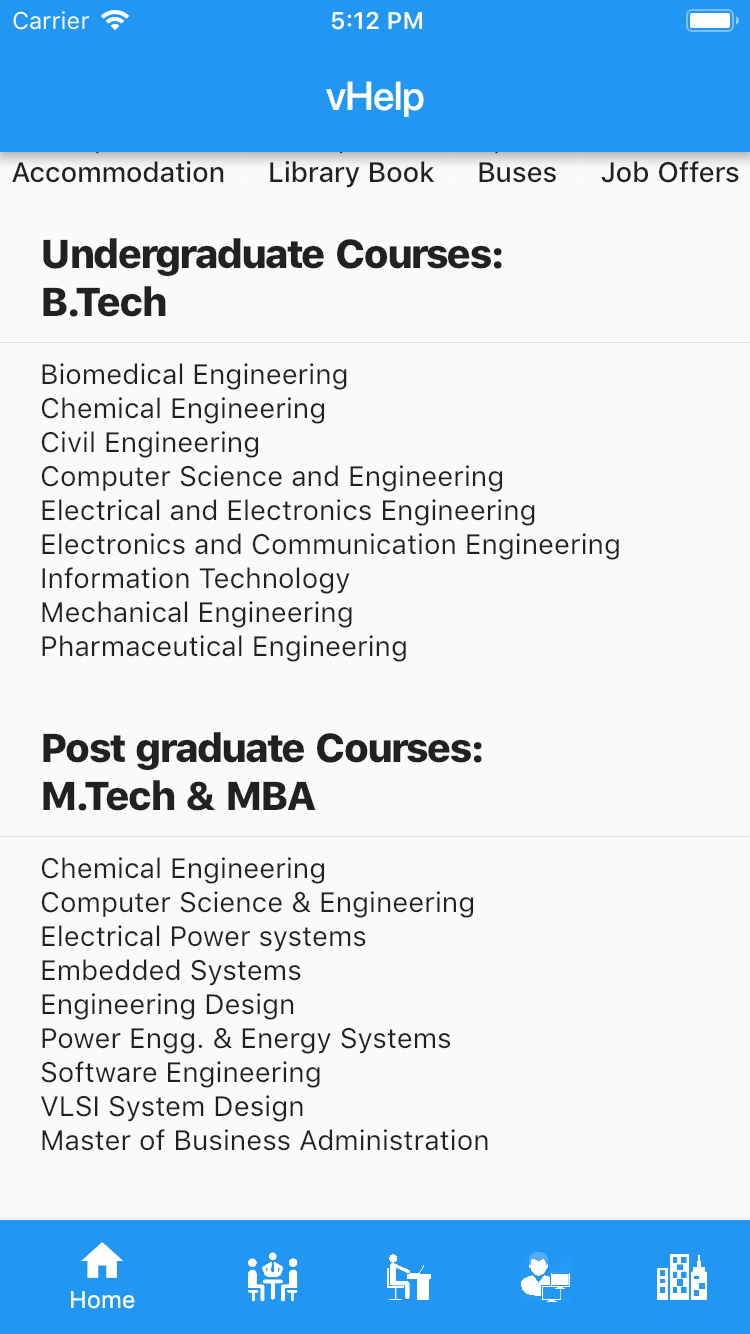 Carrier 5:12 PM
vHelp
Accommodation Library Book Buses Job Offers
Undergraduate Courses:
B.Tech
Biomedical Engineering
Chemical Engineering
Civil Engineering
Computer Science and Engineering
Electrical and Electronics Engineering
Electronics and Communication Engineering
Information Technology
Mechanical Engineering
Pharmaceutical Engineering
Post graduate Courses:
M.Tech & MBA
Chemical Engineering
Computer Science & Engineering
Electrical Power systems
Embedded Systems
Engineering Design
Power Engg. & Energy Systems
Software Engineering
VLSI System Design
Master of Business Administration
Home